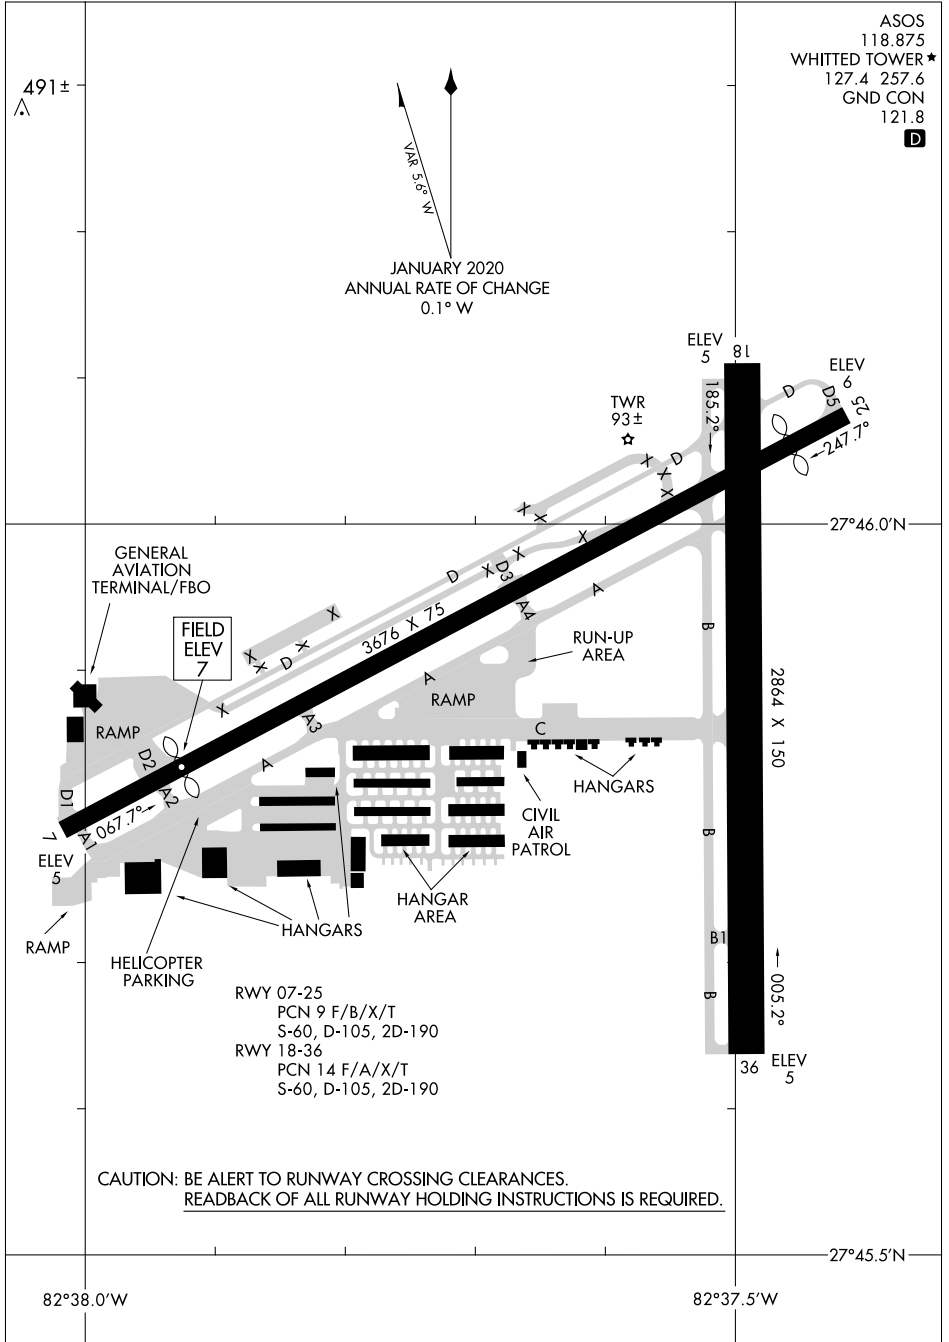 ASOS
118.875
WHITTED TOWER ★
127.4 257.6
GND CON
121.8
D
491±
VAR 5.6° W
JANUARY 2020
ANNUAL RATE OF CHANGE
0.1° W
ELEV
5
18
185.2°
D
D5
ELEV
6
25
247.7°
TWR
93±
X
D
X
X
X
X
27°46.0'N
X
X
X
D3
D
A4
A
3676 X 75
GENERAL
AVIATION
TERMINAL/FBO
FIELD
ELEV
7
X
X
X
X
D
X
RUN-UP
AREA
B
A
RAMP
2864 X 150
RAMP
A3
C
D2
A
A2
D1
067.7°
7
A1
ELEV
5
HANGARS
CIVIL
AIR
PATROL
B
HANGAR
AREA
HANGARS
RAMP
HELICOPTER
PARKING
B1
B
005.2°
RWY 07-25
PCN 9 F/B/X/T
S-60, D-105, 2D-190
RWY 18-36
PCN 14 F/A/X/T
S-60, D-105, 2D-190
36
ELEV
5
CAUTION: BE ALERT TO RUNWAY CROSSING CLEARANCES.
READBACK OF ALL RUNWAY HOLDING INSTRUCTIONS IS REQUIRED.
27°45.5'N
82°38.0'W
82°37.5'W